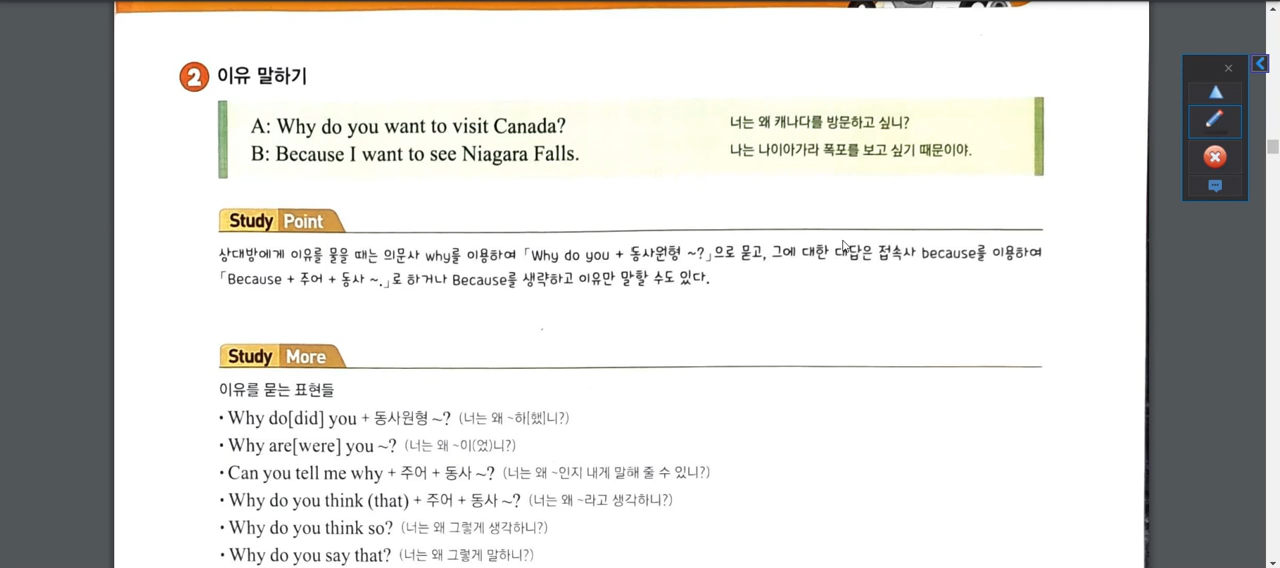 2 이유 말하기
A: Why do you want to visit Canada? 너는 왜 캐나다를 방문하고 싶니?
B: Because I want to see Niagara Falls. 나는 나이아가라 폭포를 보고 싶기 때문이야.
Study Point
상대방에게 이유를 물을 때는 의문사 why를 이용하여 「Why do you + 동사원형 ~?」으로 묻고, 그에 대한 대답은 접속사 because를 이용하여
「Because + 주어 + 동사 ~.」로 하거나 Because를 생략하고 이유만 말할 수도 있다.
Study More
이유를 묻는 표현들
• Why do[did] you + 동사원형 ~? (너는 왜 ~하[했]니?)
• Why are[were] you ~? (너는 왜 ~이(었)니?)
• Can you tell me why + 주어 + 동사 ~? (너는 왜 ~인지 내게 말해 줄 수 있니?)
• Why do you think (that) + 주어 + 동사 ~? (너는 왜 ~라고 생각하니?)
• Why do you think so? (너는 왜 그렇게 생각하니?)
• Why do you say that? (너는 왜 그렇게 말하니?)